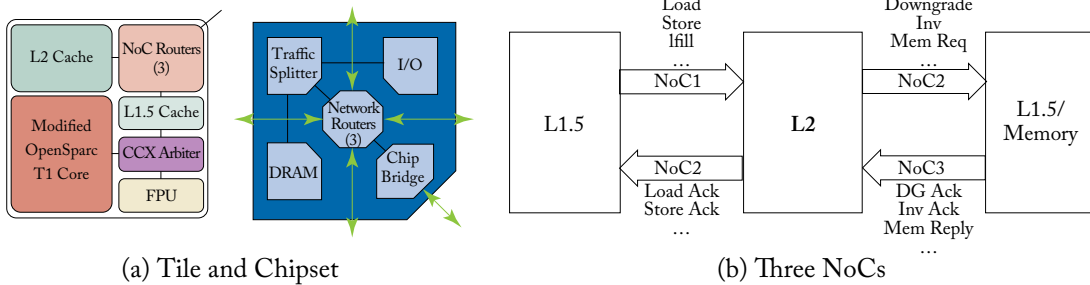 L2 Cache
NoC Routers
(3)
L1.5 Cache
Modified
OpenSparc
T1 Core
CCX Arbiter
FPU
Traffic
Splitter
I/O
Network
Routers
(3)
DRAM
Chip
Bridge
(a) Tile and Chipset
Load
Store
lfill
…
NoC1
Downgrade
Inv
Mem Req
…
NoC2
L1.5
L2
L1.5/
Memory
NoC2
Load Ack
Store Ack
…
NoC3
DG Ack
Inv Ack
Mem Reply
…
(b) Three NoCs